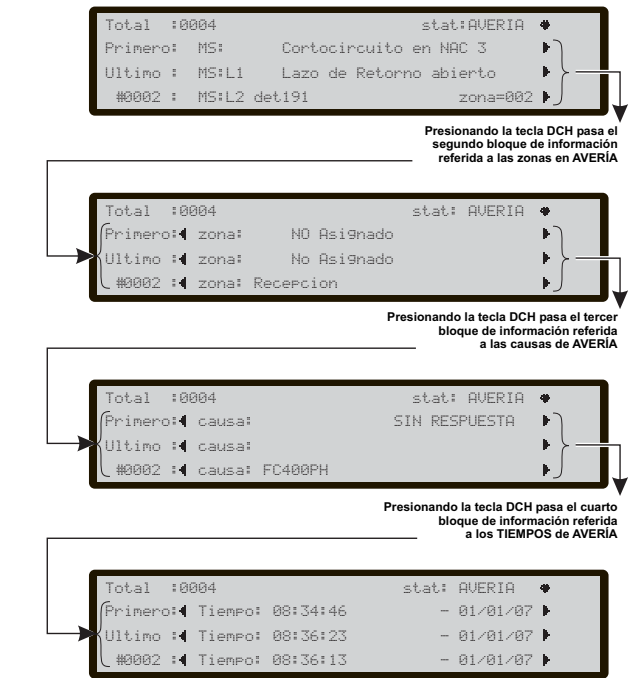 Total :0004 stat:AVERIA
Primero: MS: Cortocircuito en NAC 3
Ultimo : MS:L1 Lazo de Retorno abierto
#0002 : MS:L2 det191 zona=002
Presionando la tecla DCH pasa el
segundo bloque de información
referida a las zonas en AVERÍA
Total :0004 stat: AVERIA
Primero: zona: NO Asignado
Ultimo : zona: No Asignado
#0002 : zona: Recepcion
Presionando la tecla DCH pasa el tercer
bloque de información referida
a las causas de AVERÍA
Total :0004 stat: AVERIA
Primero: causa: SIN RESPUESTA
Ultimo : causa:
#0002 : causa: FC400PH
Presionando la tecla DCH pasa el cuarto
bloque de información referida
a los TIEMPOS de AVERÍA
Total :0004 stat: AVERIA
Primero: Tiempo: 08:34:46 - 01/01/07
Ultimo : Tiempo: 08:36:23 - 01/01/07
#0002 : Tiempo: 08:36:13 - 01/01/07